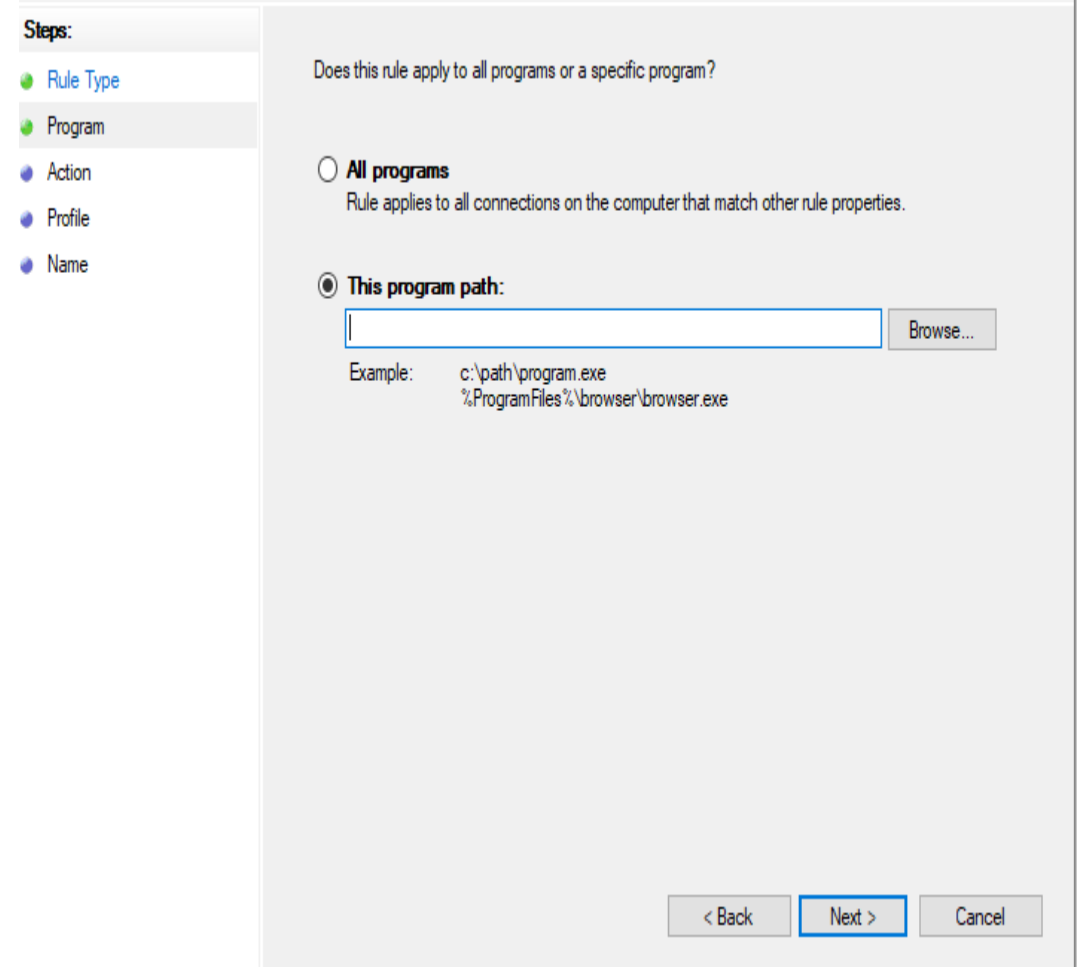 Steps:
Rule Type
Program
Action
Profile
Name
Does this rule apply to all programs or a specific program?
All programs
Rule applies to all connections on the computer that match other rule properties.
This program path:
Browse...
Example: c:\path\program.exe
%ProgramFiles%\browser\browser.exe
< Back Next > Cancel